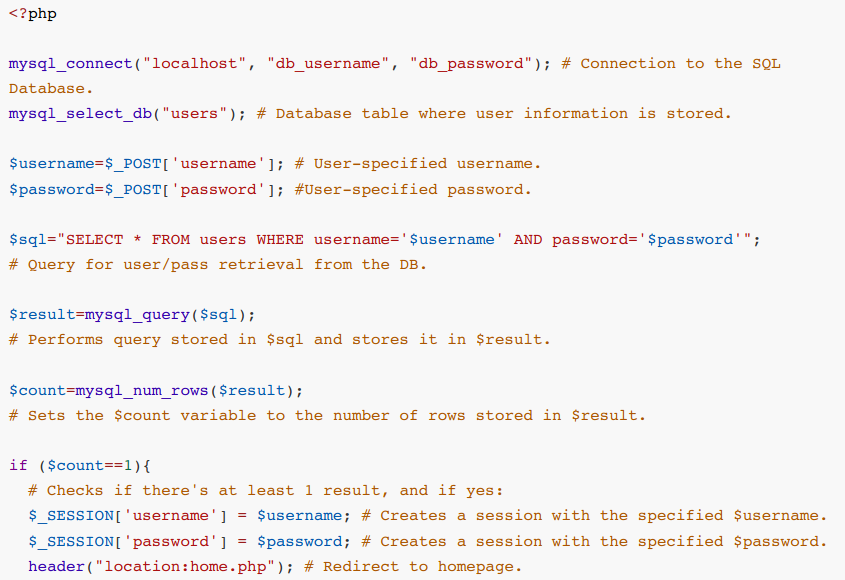 <?php
mysql_connect("localhost", "db_username", "db_password"); # Connection to the SQL
Database.
mysql_select_db("users"); # Database table where user information is stored.
$username=$_POST['username']; # User-specified username.
$password=$_POST['password']; #User-specified password.
$sql="SELECT * FROM users WHERE username='$username' AND password='$password'";
# Query for user/pass retrieval from the DB.
$result=mysql_query($sql);
# Performs query stored in $sql and stores it in $result.
$count=mysql_num_rows($result);
# Sets the $count variable to the number of rows stored in $result.
if ($count==1){
  # Checks if there's at least 1 result, and if yes:
  $_SESSION['username'] = $username; # Creates a session with the specified $username.
  $_SESSION['password'] = $password; # Creates a session with the specified $password.
  header("location:home.php"); # Redirect to homepage.